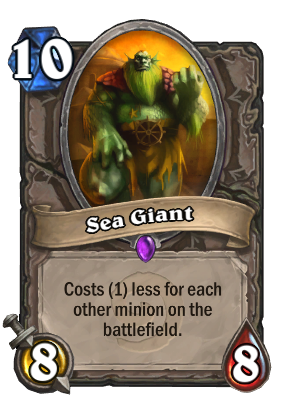 10
Sea Giant
Costs (1) less for each
other minion on the
battlefield.
8
8